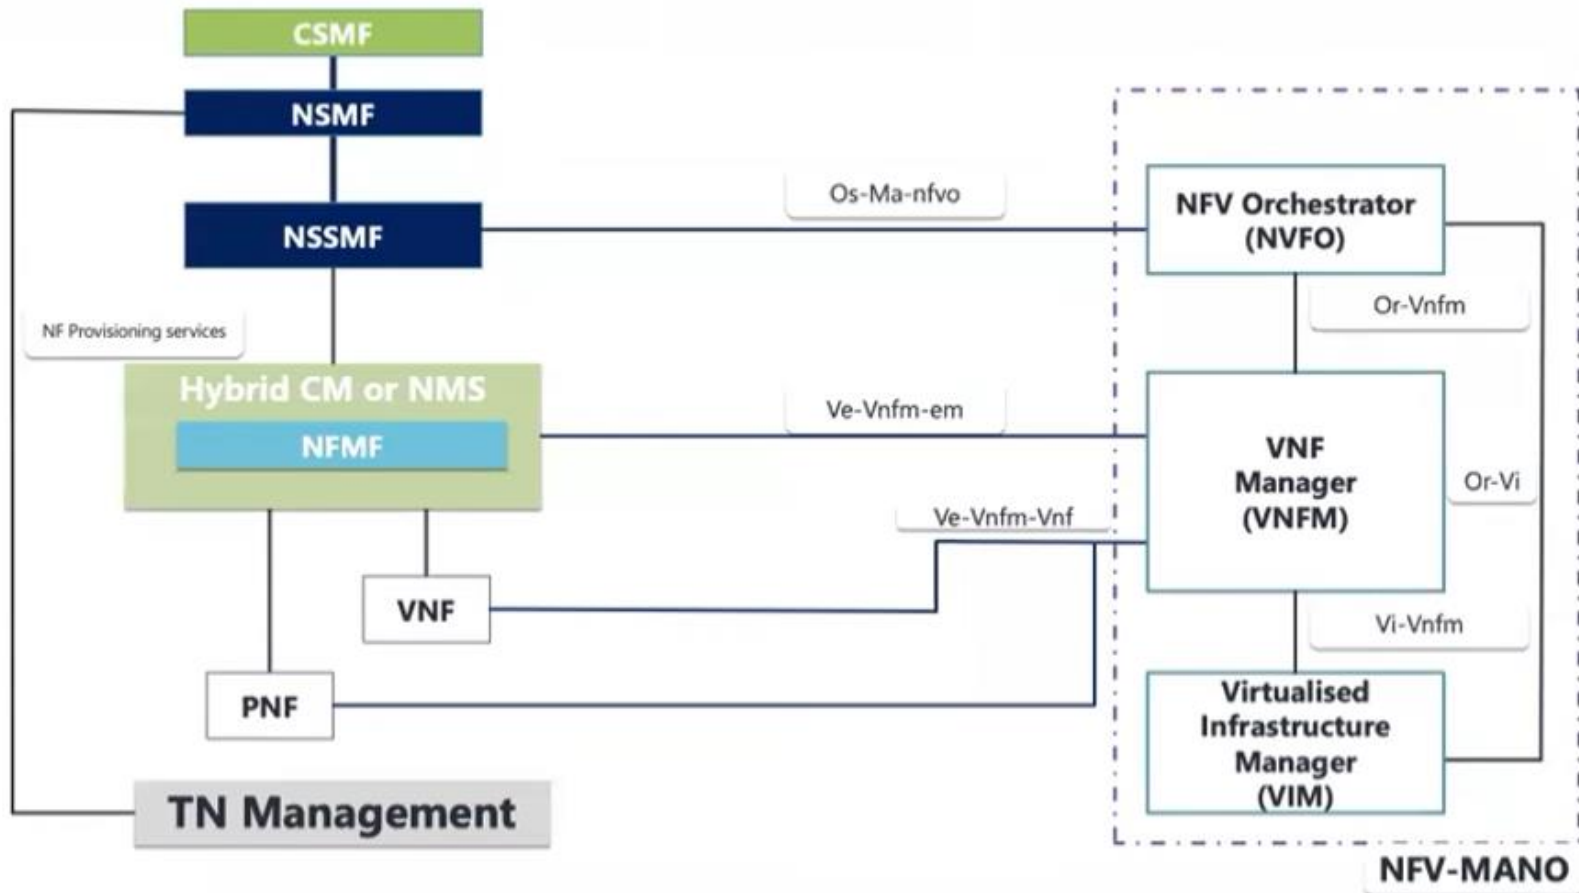 CSMF
NSMF
NSSMF
Os-Ma-nfvo
NFV Orchestrator
(NVFO)
NF Provisioning services
Or-Vnfm
Hybrid CM or NMS
NFMF
Ve-Vnfm-em
VNF
Manager
(VNFM)
Or-Vi
Ve-Vnfm-Vnf
VNF
Vi-Vnfm
PNF
Virtualised
Infrastructure
Manager
(VIM)
TN Management
NFV-MANO